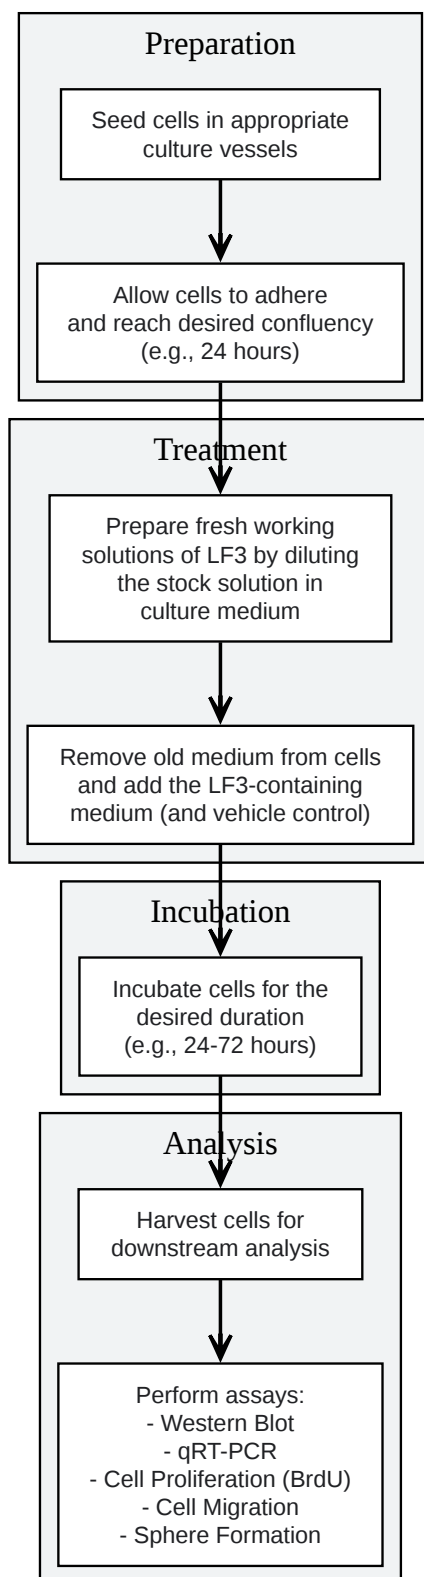 Preparation
Seed cells in appropriate
culture vessels
Allow cells to adhere
and reach desired confluency
(e.g., 24 hours)
Treatment
Prepare fresh working
solutions of LF3 by diluting
the stock solution in
culture medium
Remove old medium from cells
and add the LF3-containing
medium (and vehicle control)
Incubation
Incubate cells for the
desired duration
(e.g., 24-72 hours)
Analysis
Harvest cells for
downstream analysis
Perform assays:
- Western Blot
- qRT-PCR
- Cell Proliferation (BrdU)
- Cell Migration
- Sphere Formation